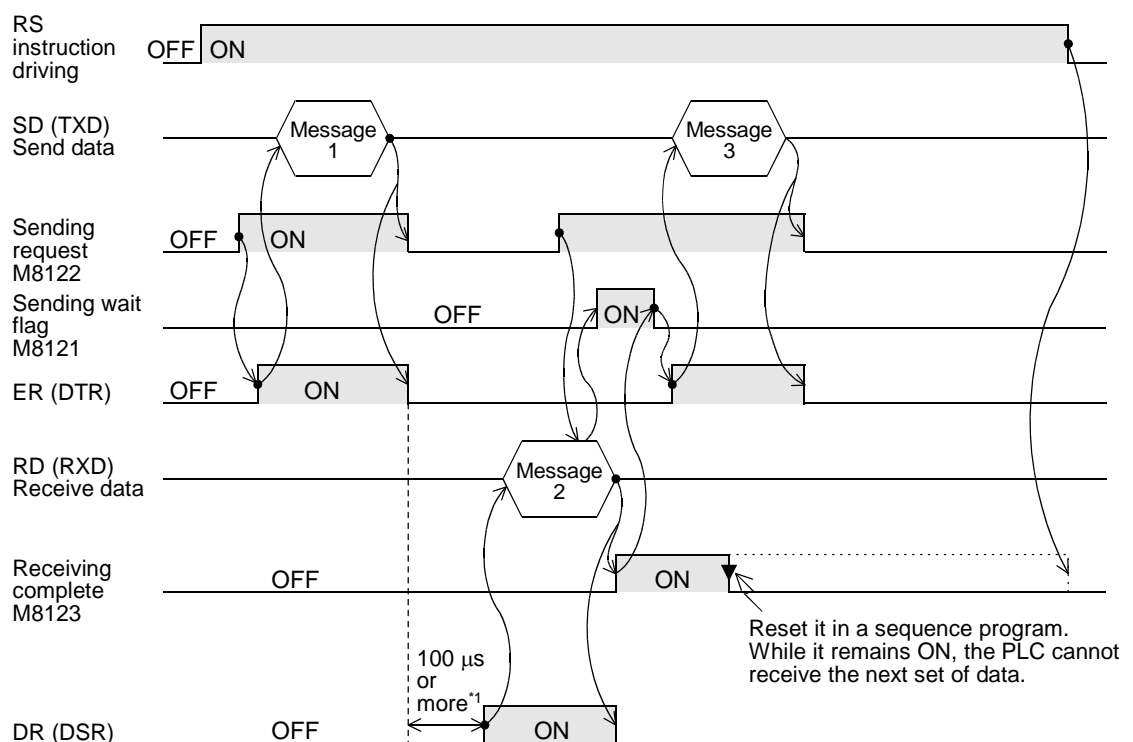 RS
instruction
driving
OFF
ON
SD (TXD)
Send data
Message
1
Message
3
Sending
request
M8122
OFF
ON
Sending wait
flag
M8121
OFF
ON
ER (DTR)
OFF
ON
RD (RXD)
Receive data
Message
2
Receiving
complete
M8123
OFF
ON
Reset it in a sequence program.
While it remains ON, the PLC cannot
receive the next set of data.
100 μs
or
more*1
DR (DSR)
OFF
ON